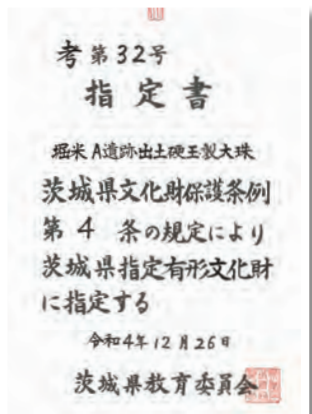 考第32号
指定書
堀米A遺跡出土硬玉製大珠
茨城県文化財保護条例
第4条の規定により
茨城県指定有形文化財
に指定する
令和4年12月26日
茨城県教育委員会